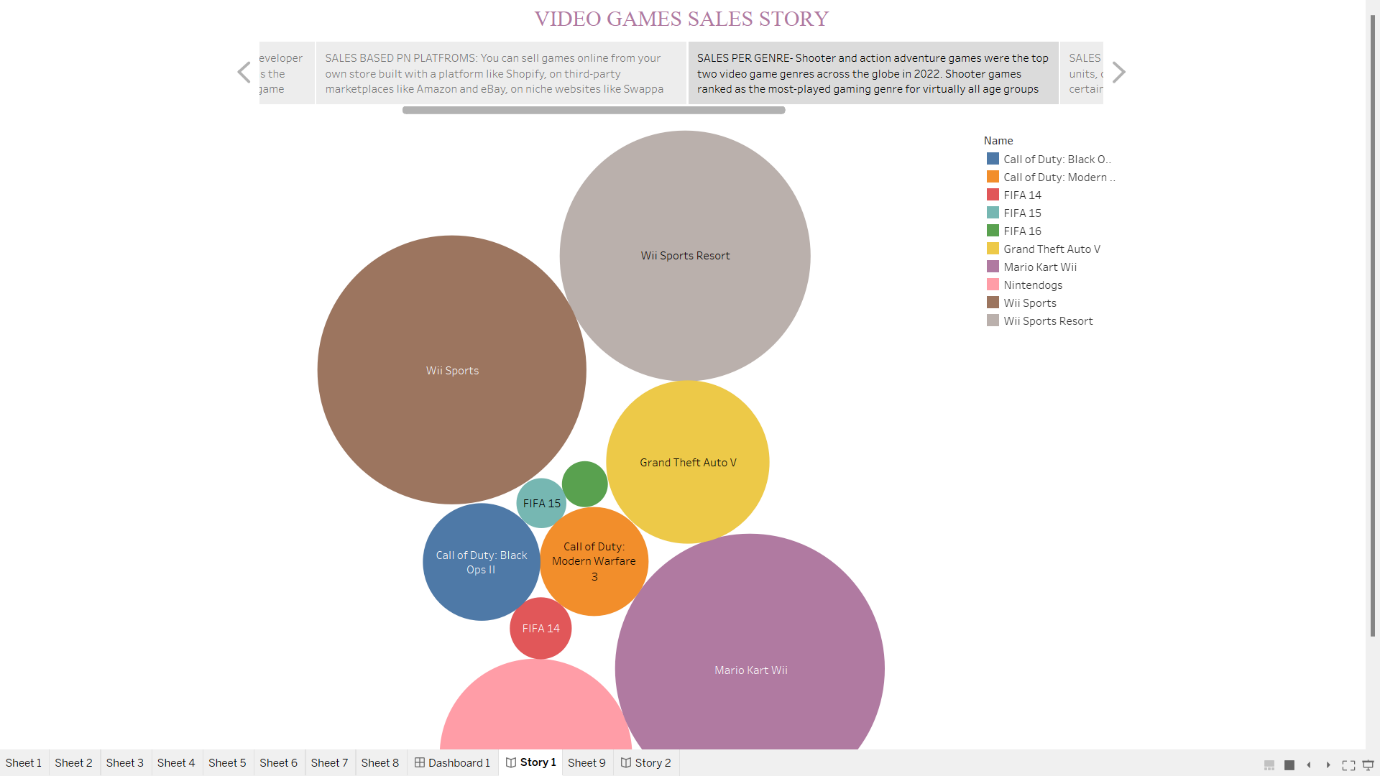 VIDEO GAMES SALES STORY
eveloper
s the
game
SALES BASED PN PLATFROMS: You can sell games online from your
own store built with a platform like Shopify, on third-party
marketplaces like Amazon and eBay, on niche websites like Swappa
SALES PER GENRE- Shooter and action adventure games were the top
two video game genres across the globe in 2022. Shooter games
ranked as the most-played gaming genre for virtually all age groups
SALES
units,
certain
Name
Call of Duty: Black O..
Call of Duty: Modern ..
FIFA 14
FIFA 15
FIFA 16
Grand Theft Auto V
Mario Kart Wii
Nintendogs
Wii Sports
Wii Sports Resort
Wii Sports Resort
Wii Sports
Grand Theft Auto V
FIFA 15
Call of Duty: Black
Ops II
Call of Duty:
Modern Warfare
3
FIFA 14
Mario Kart Wii
Sheet 1 Sheet 2 Sheet 3 Sheet 4 Sheet 5 Sheet 6 Sheet 7 Sheet 8 Dashboard 1 Story 1 Sheet 9 Story 2